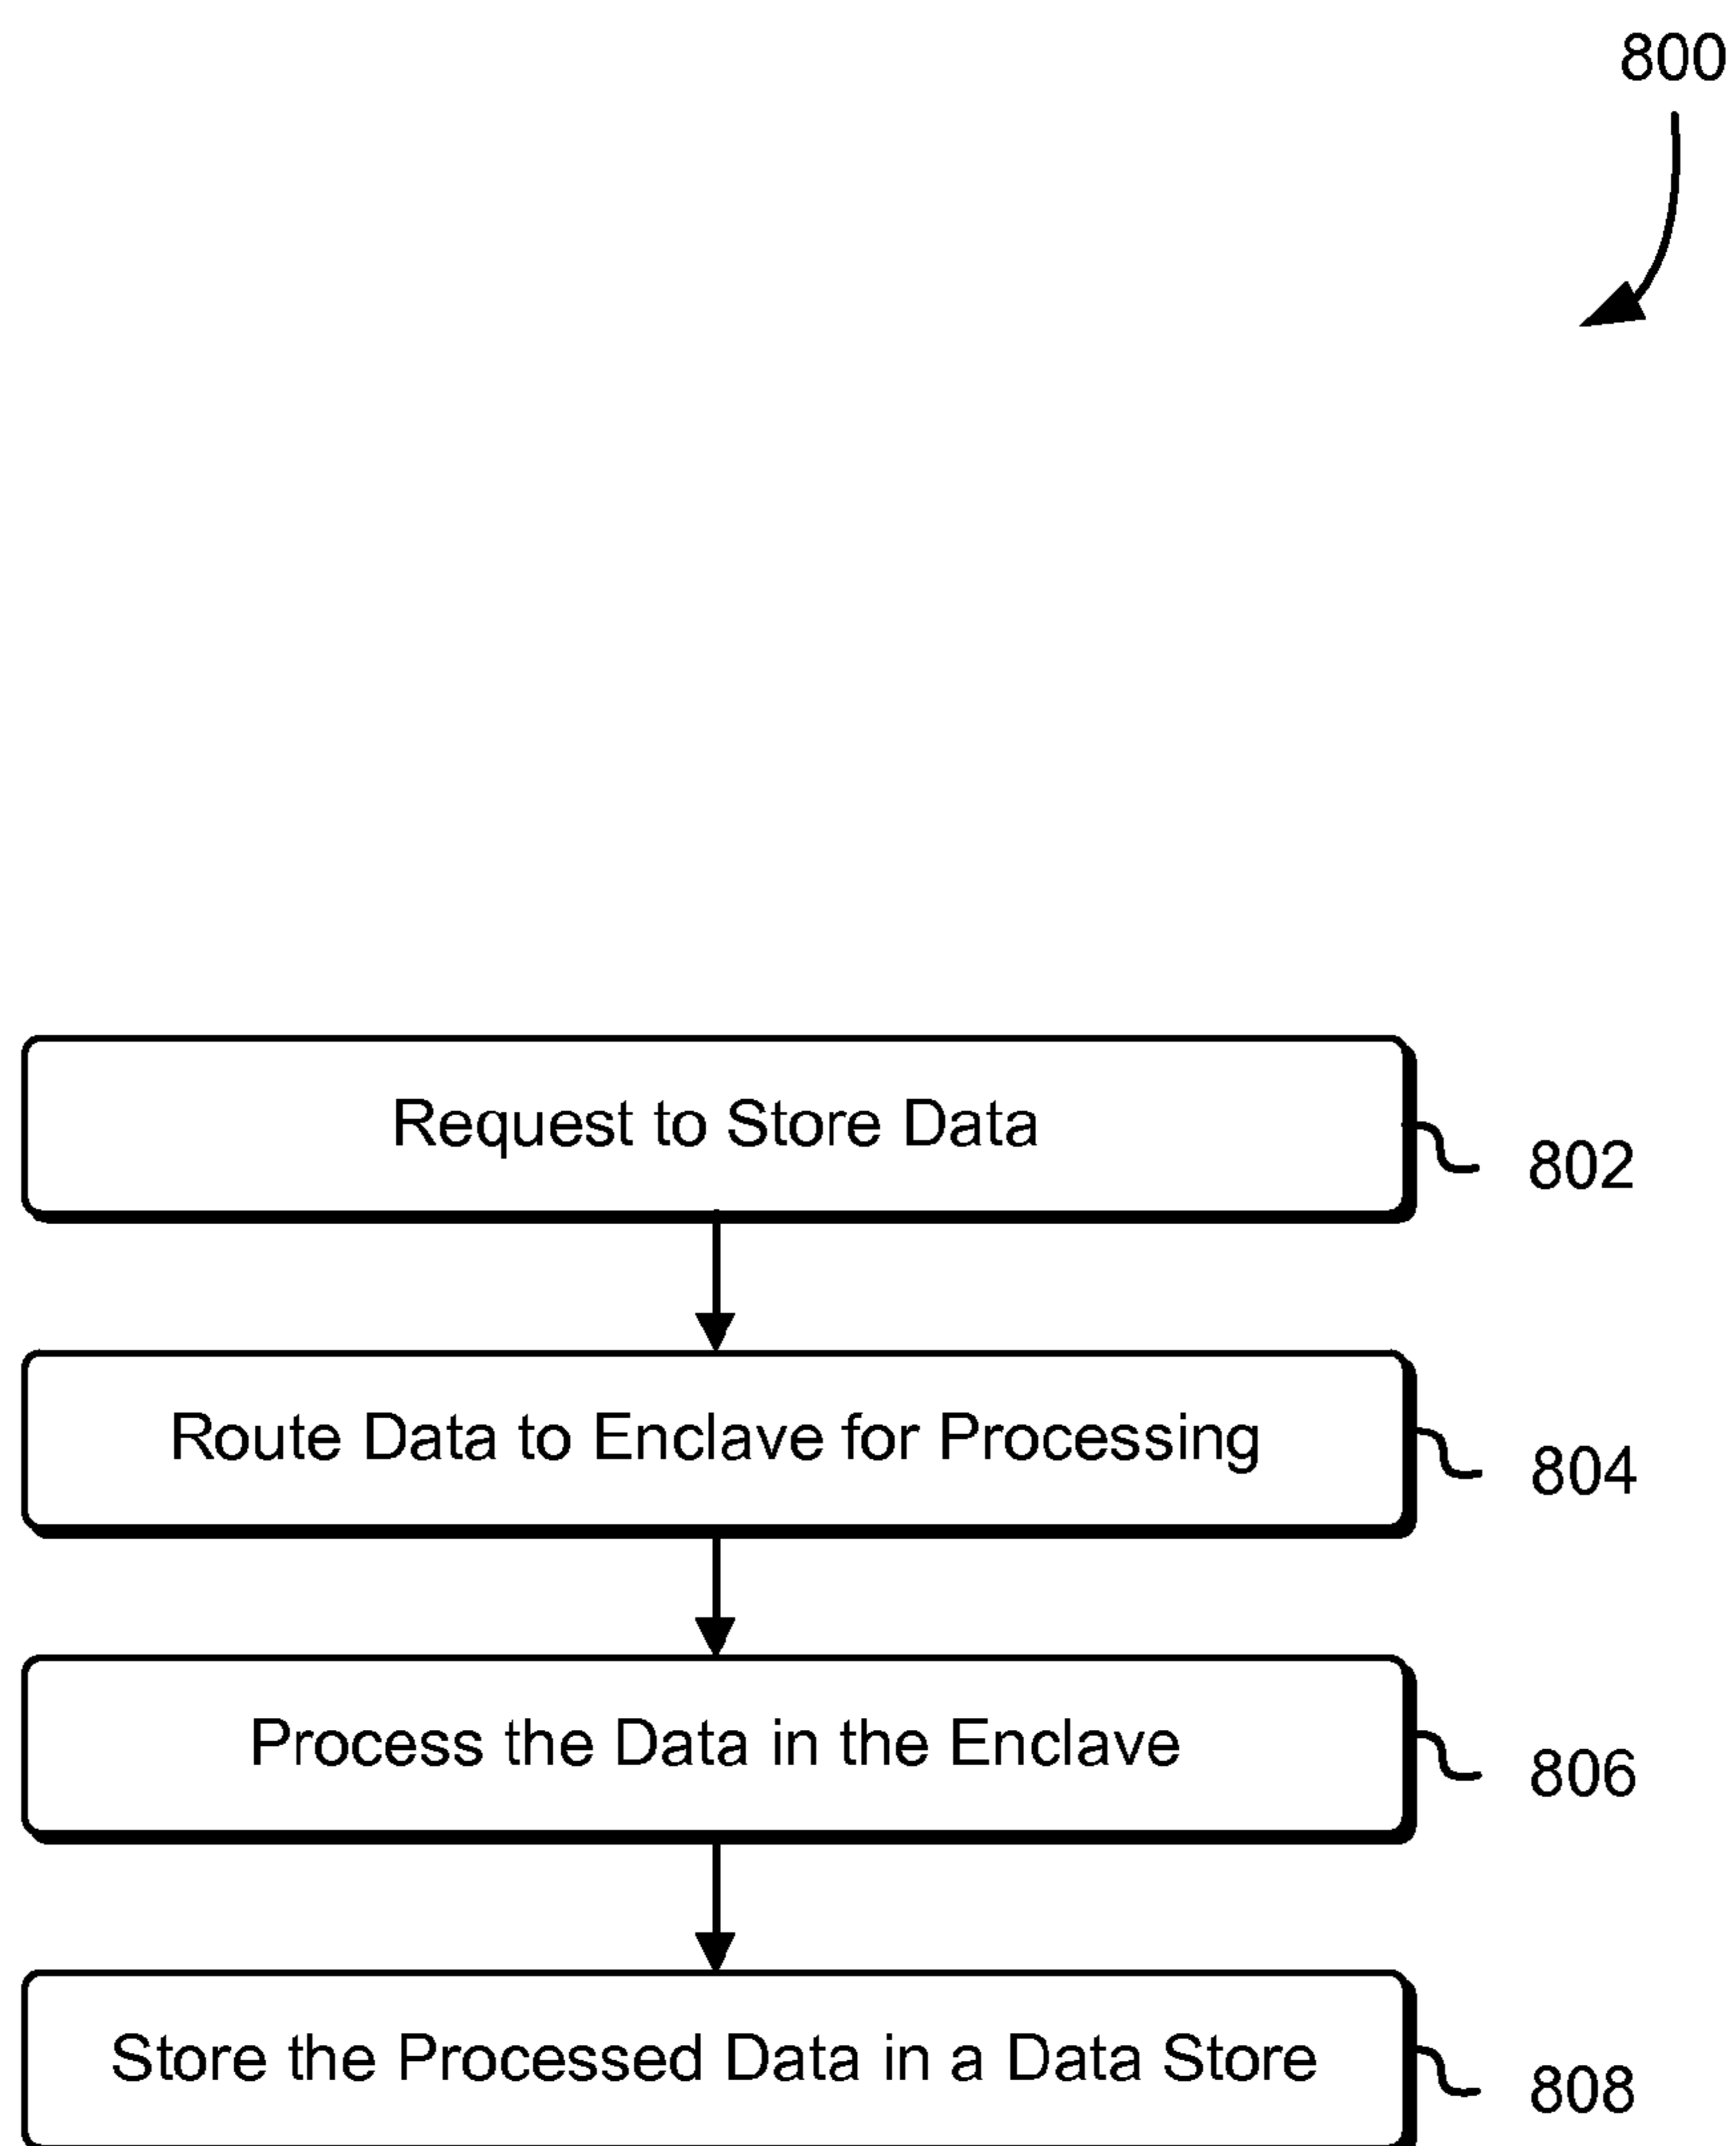 800
Request to Store Data
802
Route Data to Enclave for Processing
804
Process the Data in the Enclave
806
Store the Processed Data in a Data Store
808